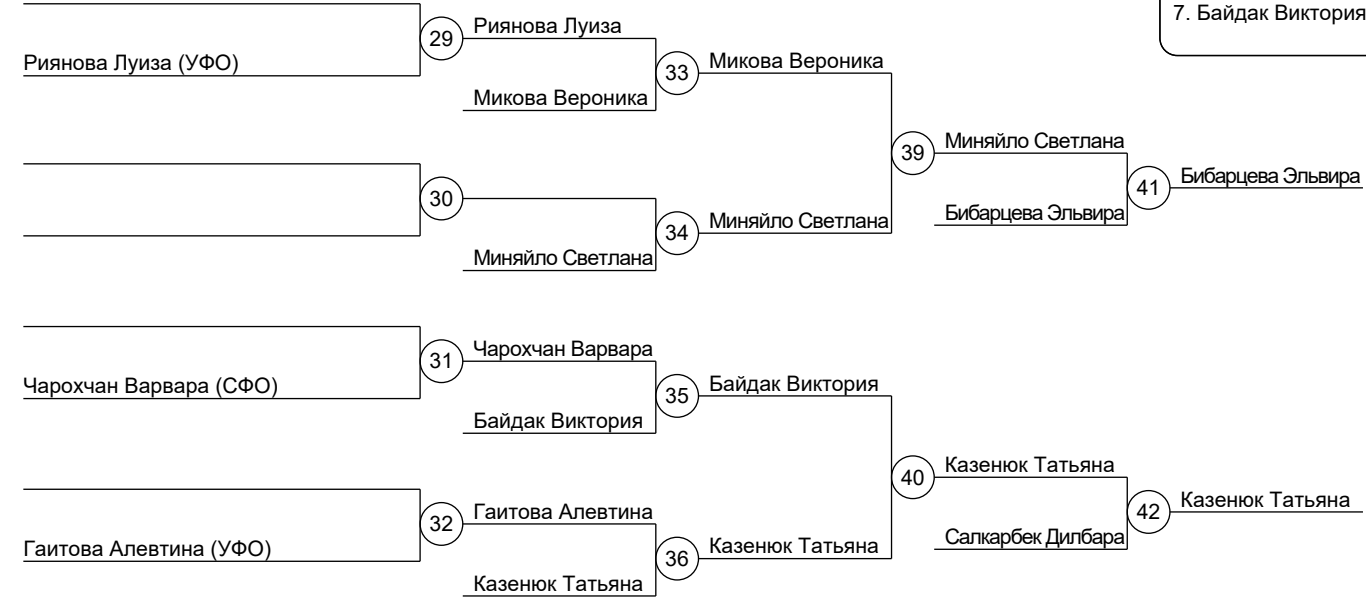 7. Байдак Виктория
29
Риянова Луиза
Риянова Луиза (УФО)
33
Микова Вероника
Микова Вероника
39
Миняйло Светлана
30
41
Бибарцева Эльвира
Бибарцева Эльвира
34
Миняйло Светлана
Миняйло Светлана
31
Чарохчан Варвара
Чарохчан Варвара (СФО)
35
Байдак Виктория
Байдак Виктория
40
Казенюк Татьяна
32
Гаитова Алевтина
42
Казенюк Татьяна
Салкарбек Дилбара
Гаитова Алевтина (УФО)
36
Казенюк Татьяна
Казенюк Татьяна